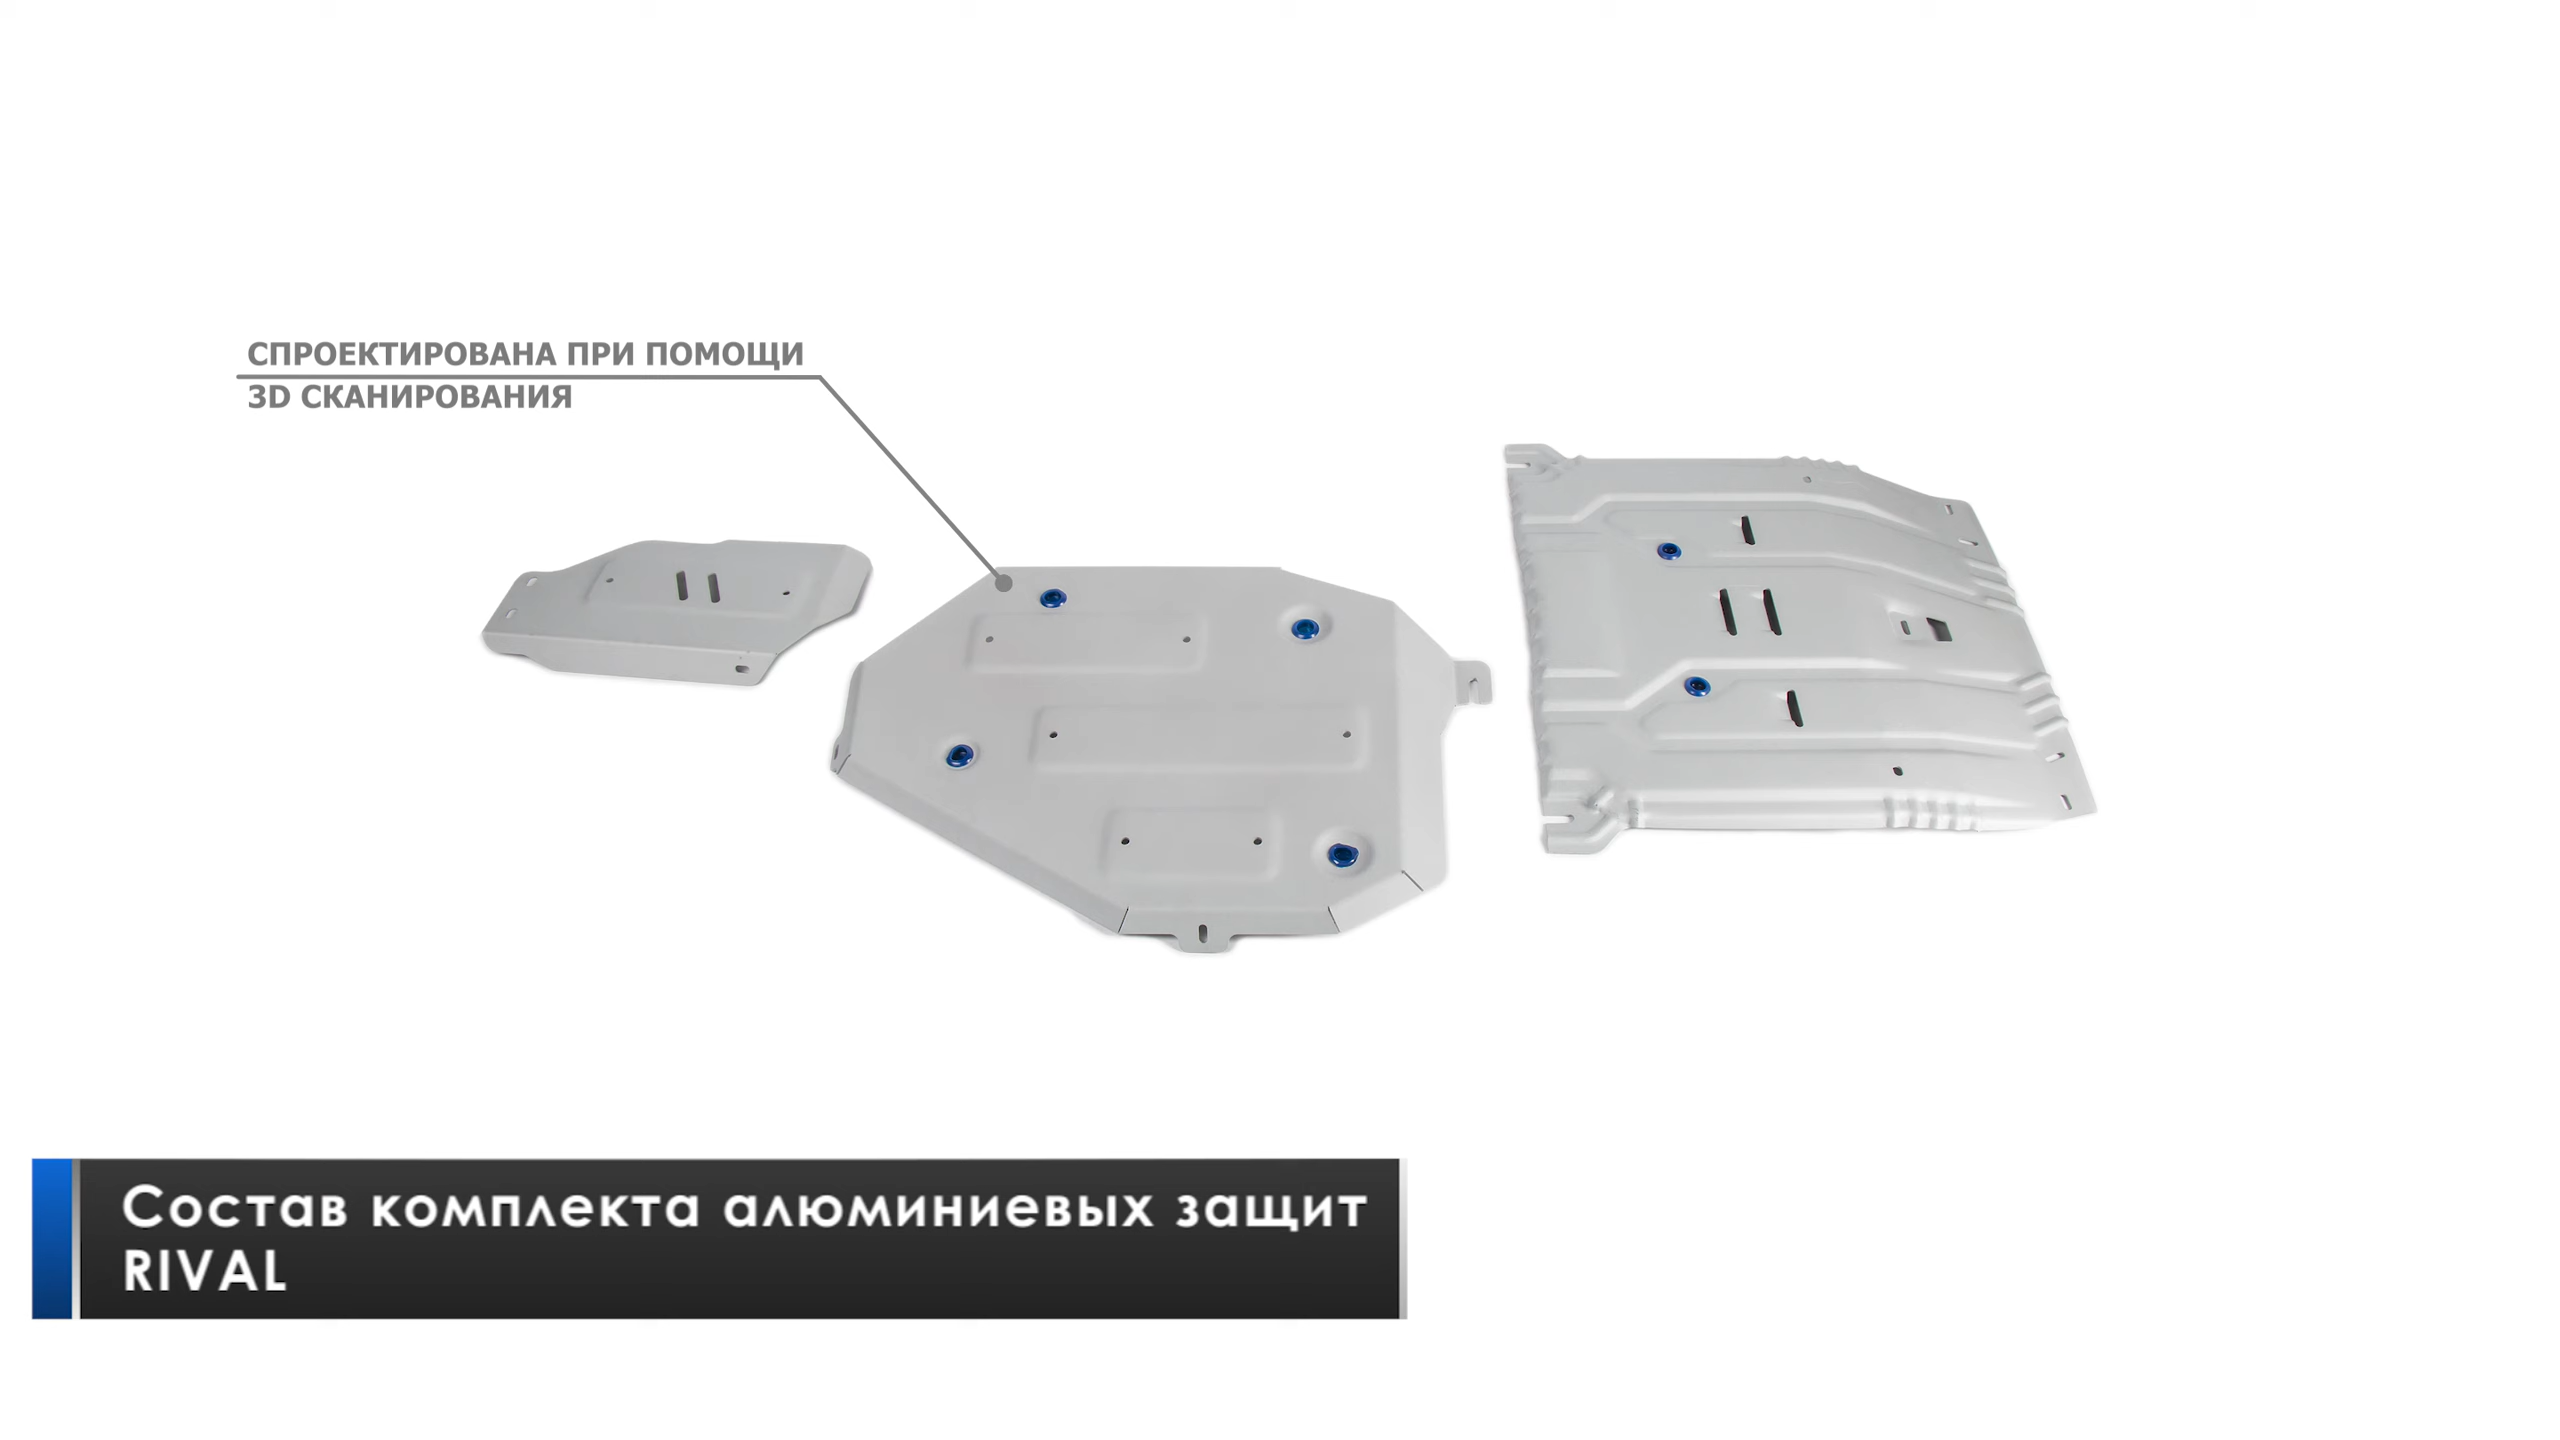 СПРОЕКТИРОВАНА ПРИ ПОМОЩИ
3D СКАНИРОВАНИЯ
Состав комплекта алюминиевых защит
RIVAL